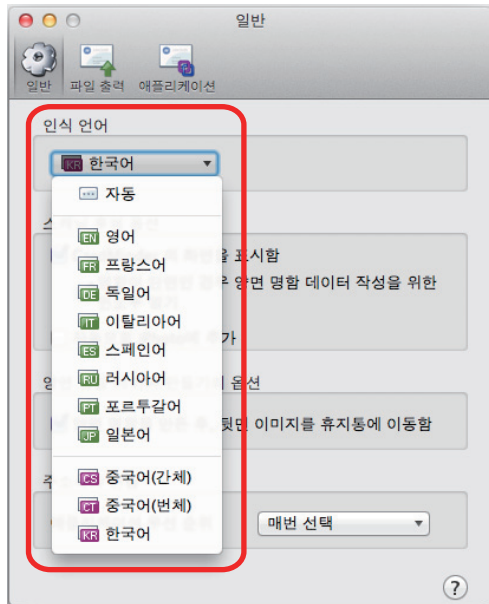 일반
일반 파일 출력 애플리케이션
인식 언어
KR 한국어
자동
EN 영어
FR 프랑스어
DE 독일어
IT 이탈리아어
ES 스페인어
RU 러시아어
PT 포르투갈어
JP 일본어
CS 중국어(간체)
CT 중국어(번체)
KR 한국어
표시함
경우 양면 명함 데이터 작성을 위한
가
옵션
뒷면 이미지를 휴지통에 이동함
매번 선택
?